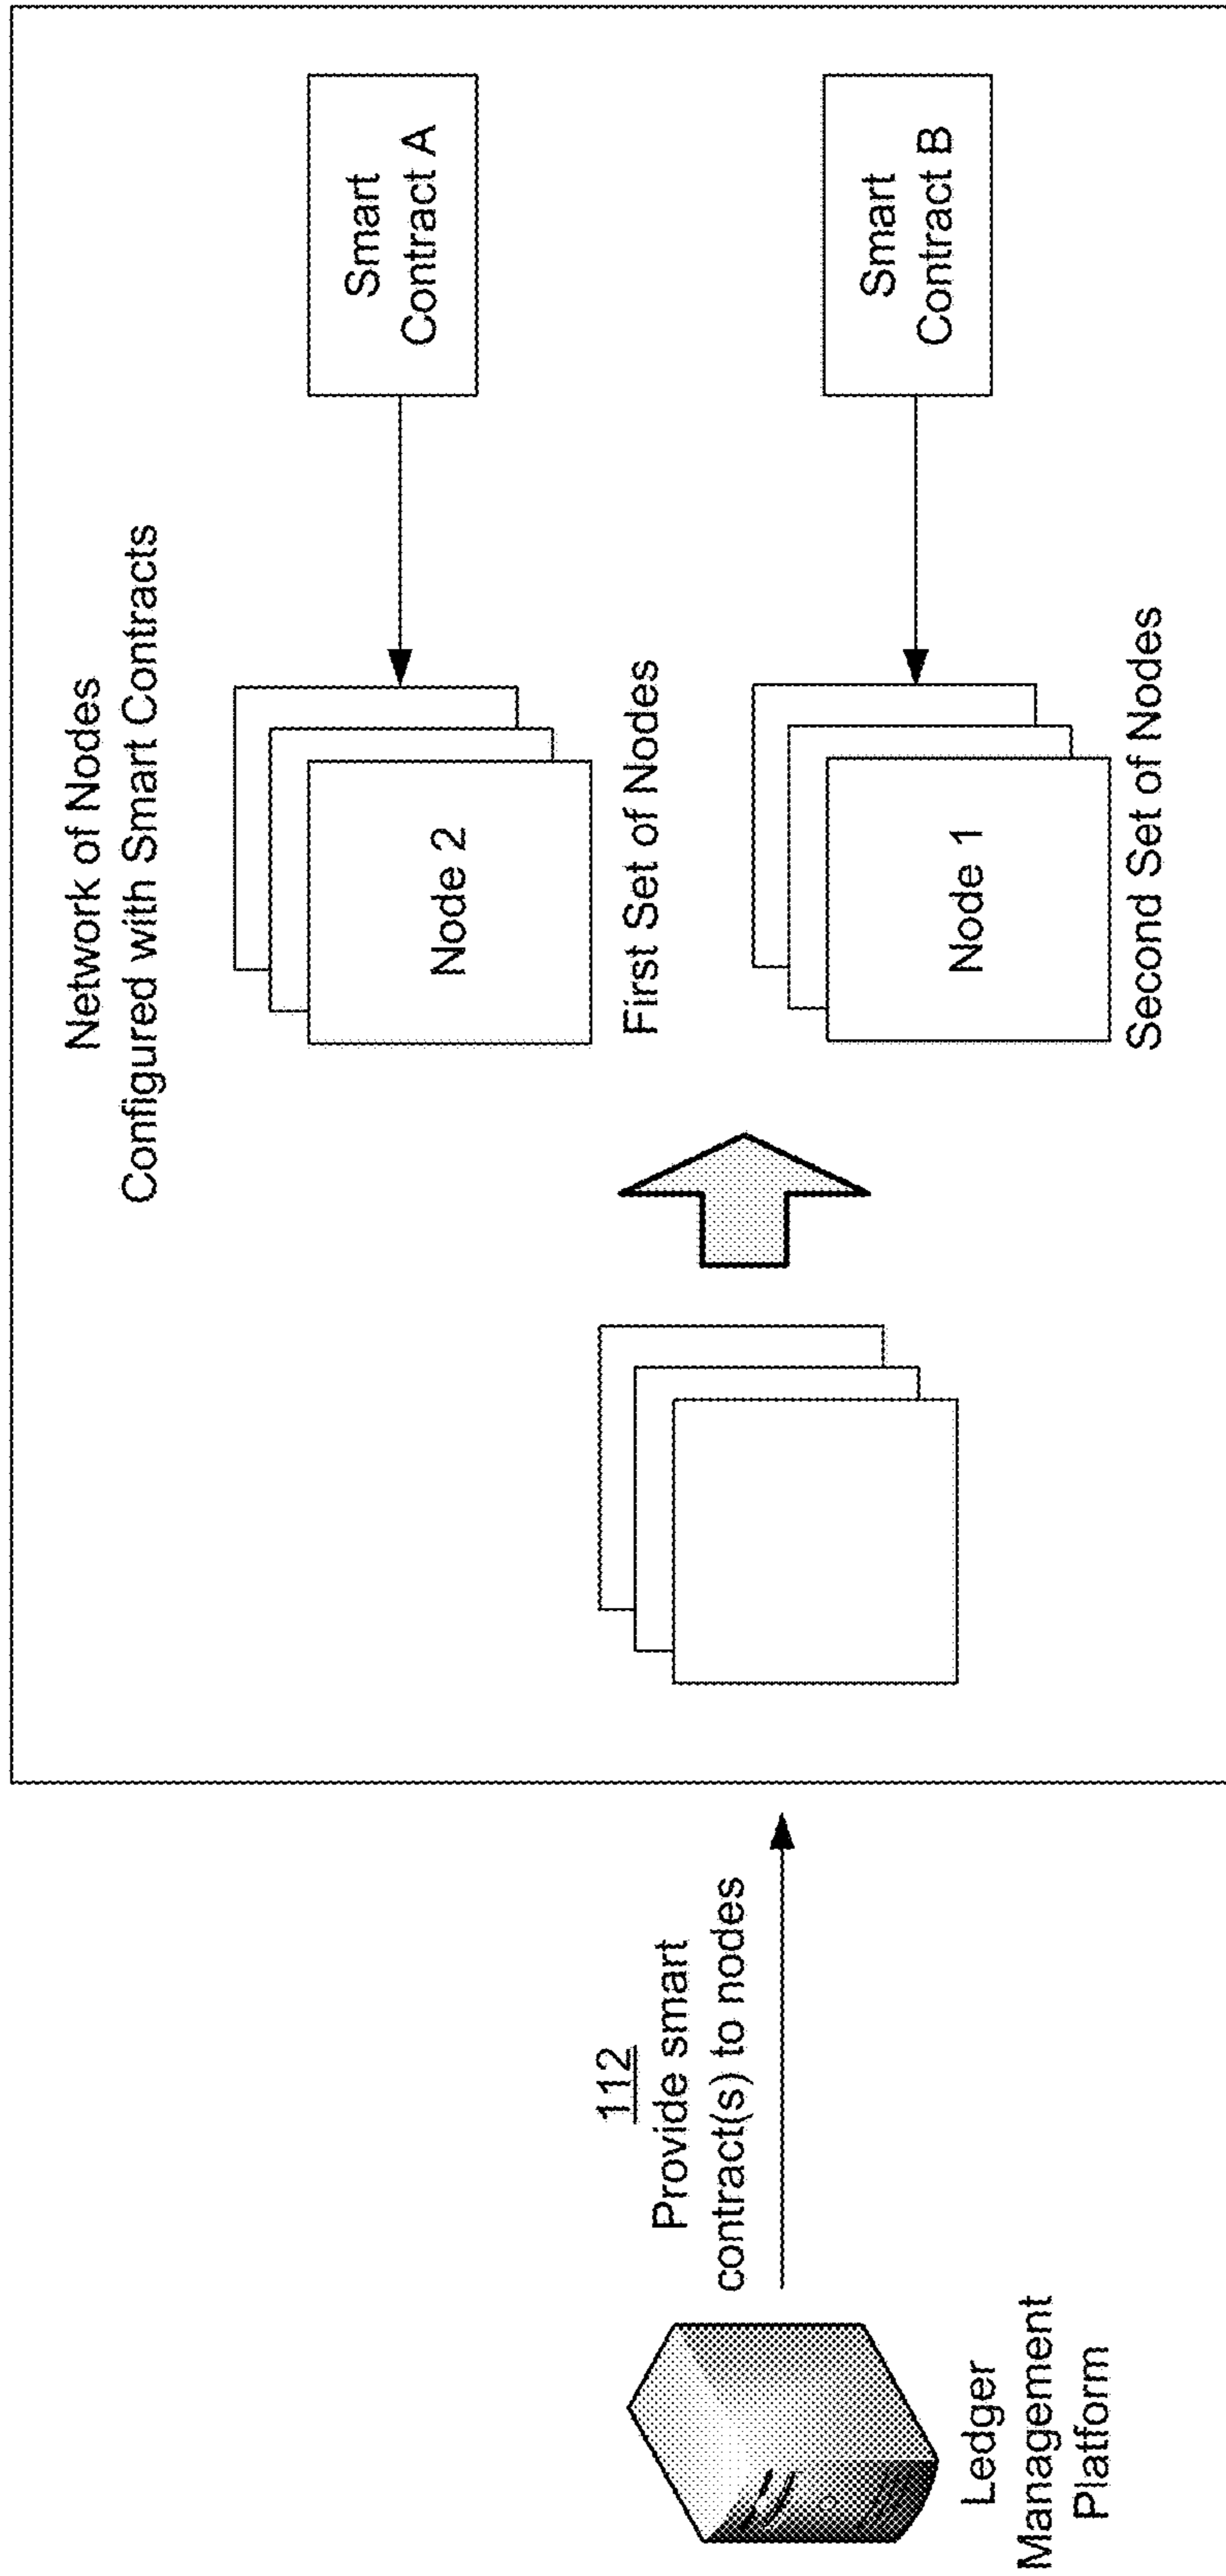 112
Provide smart
contract(s) to nodes
Ledger
Management
Platform
Network of Nodes
Configured with Smart Contracts
Node 2
First Set of Nodes
Smart
Contract A
Node 1
Second Set of Nodes
Smart
Contract B